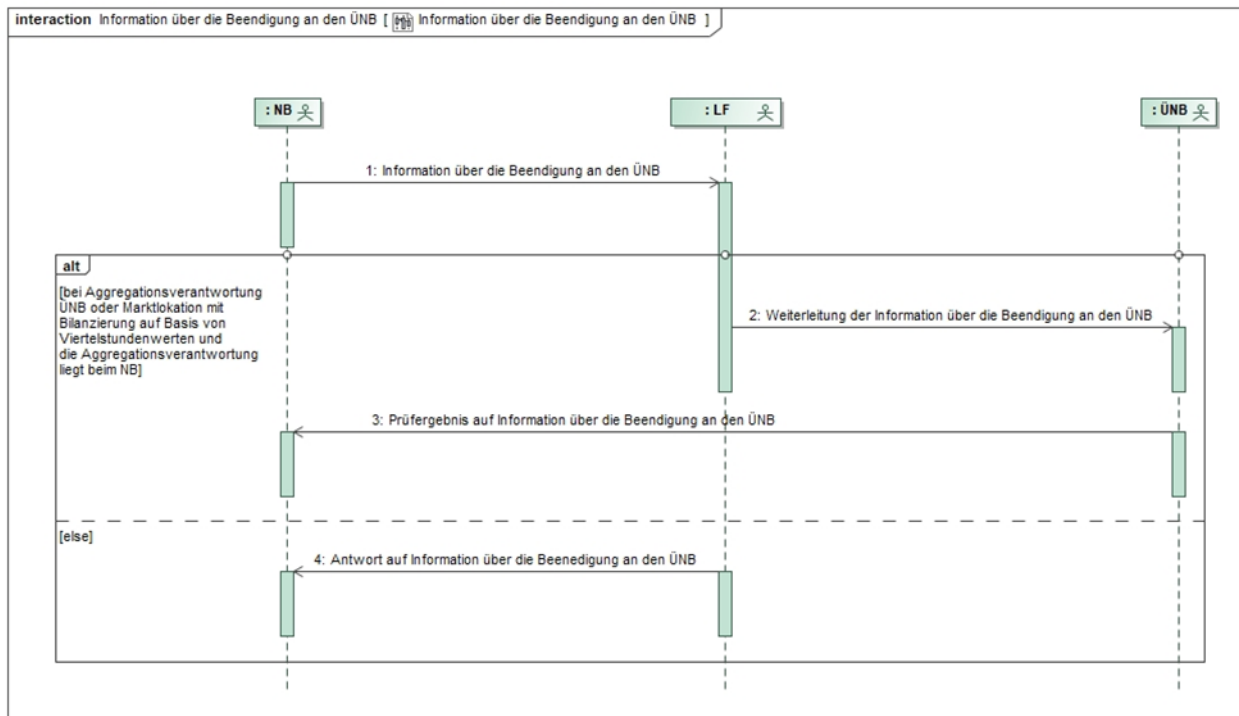 interaction Information über die Beendigung an den ÜNB [ Information über die Beendigung an den ÜNB ]
: NB
: LF
: ÜNB
1: Information über die Beendigung an den ÜNB
alt
[bei Aggregationsverantwortung
ÜNB oder Marktlokation mit
Bilanzierung auf Basis von
Viertelstundenwerten und
die Aggregationsverantwortung
liegt beim NB]
2: Weiterleitung der Information über die Beendigung an den ÜNB
3: Prüfergebnis auf Information über die Beendigung an den ÜNB
[else]
4: Antwort auf Information über die Beenedigung an den ÜNB